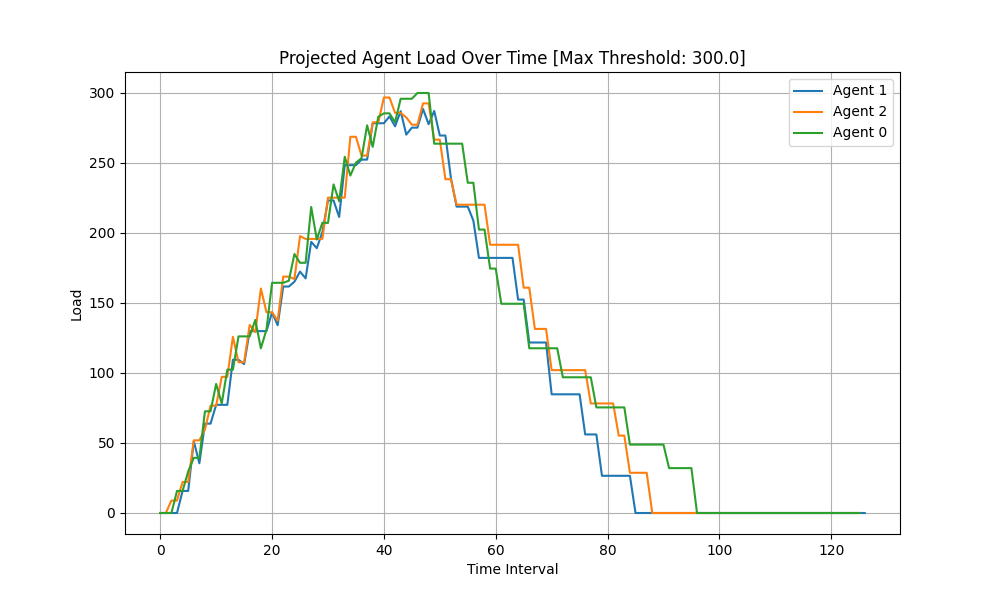 Projected Agent Load Over Time [Max Threshold: 300.0]
Agent 1
Agent 2
Agent 0
Load
300
250
200
150
100
50
0
0 20 40 60 80 100 120
Time Interval